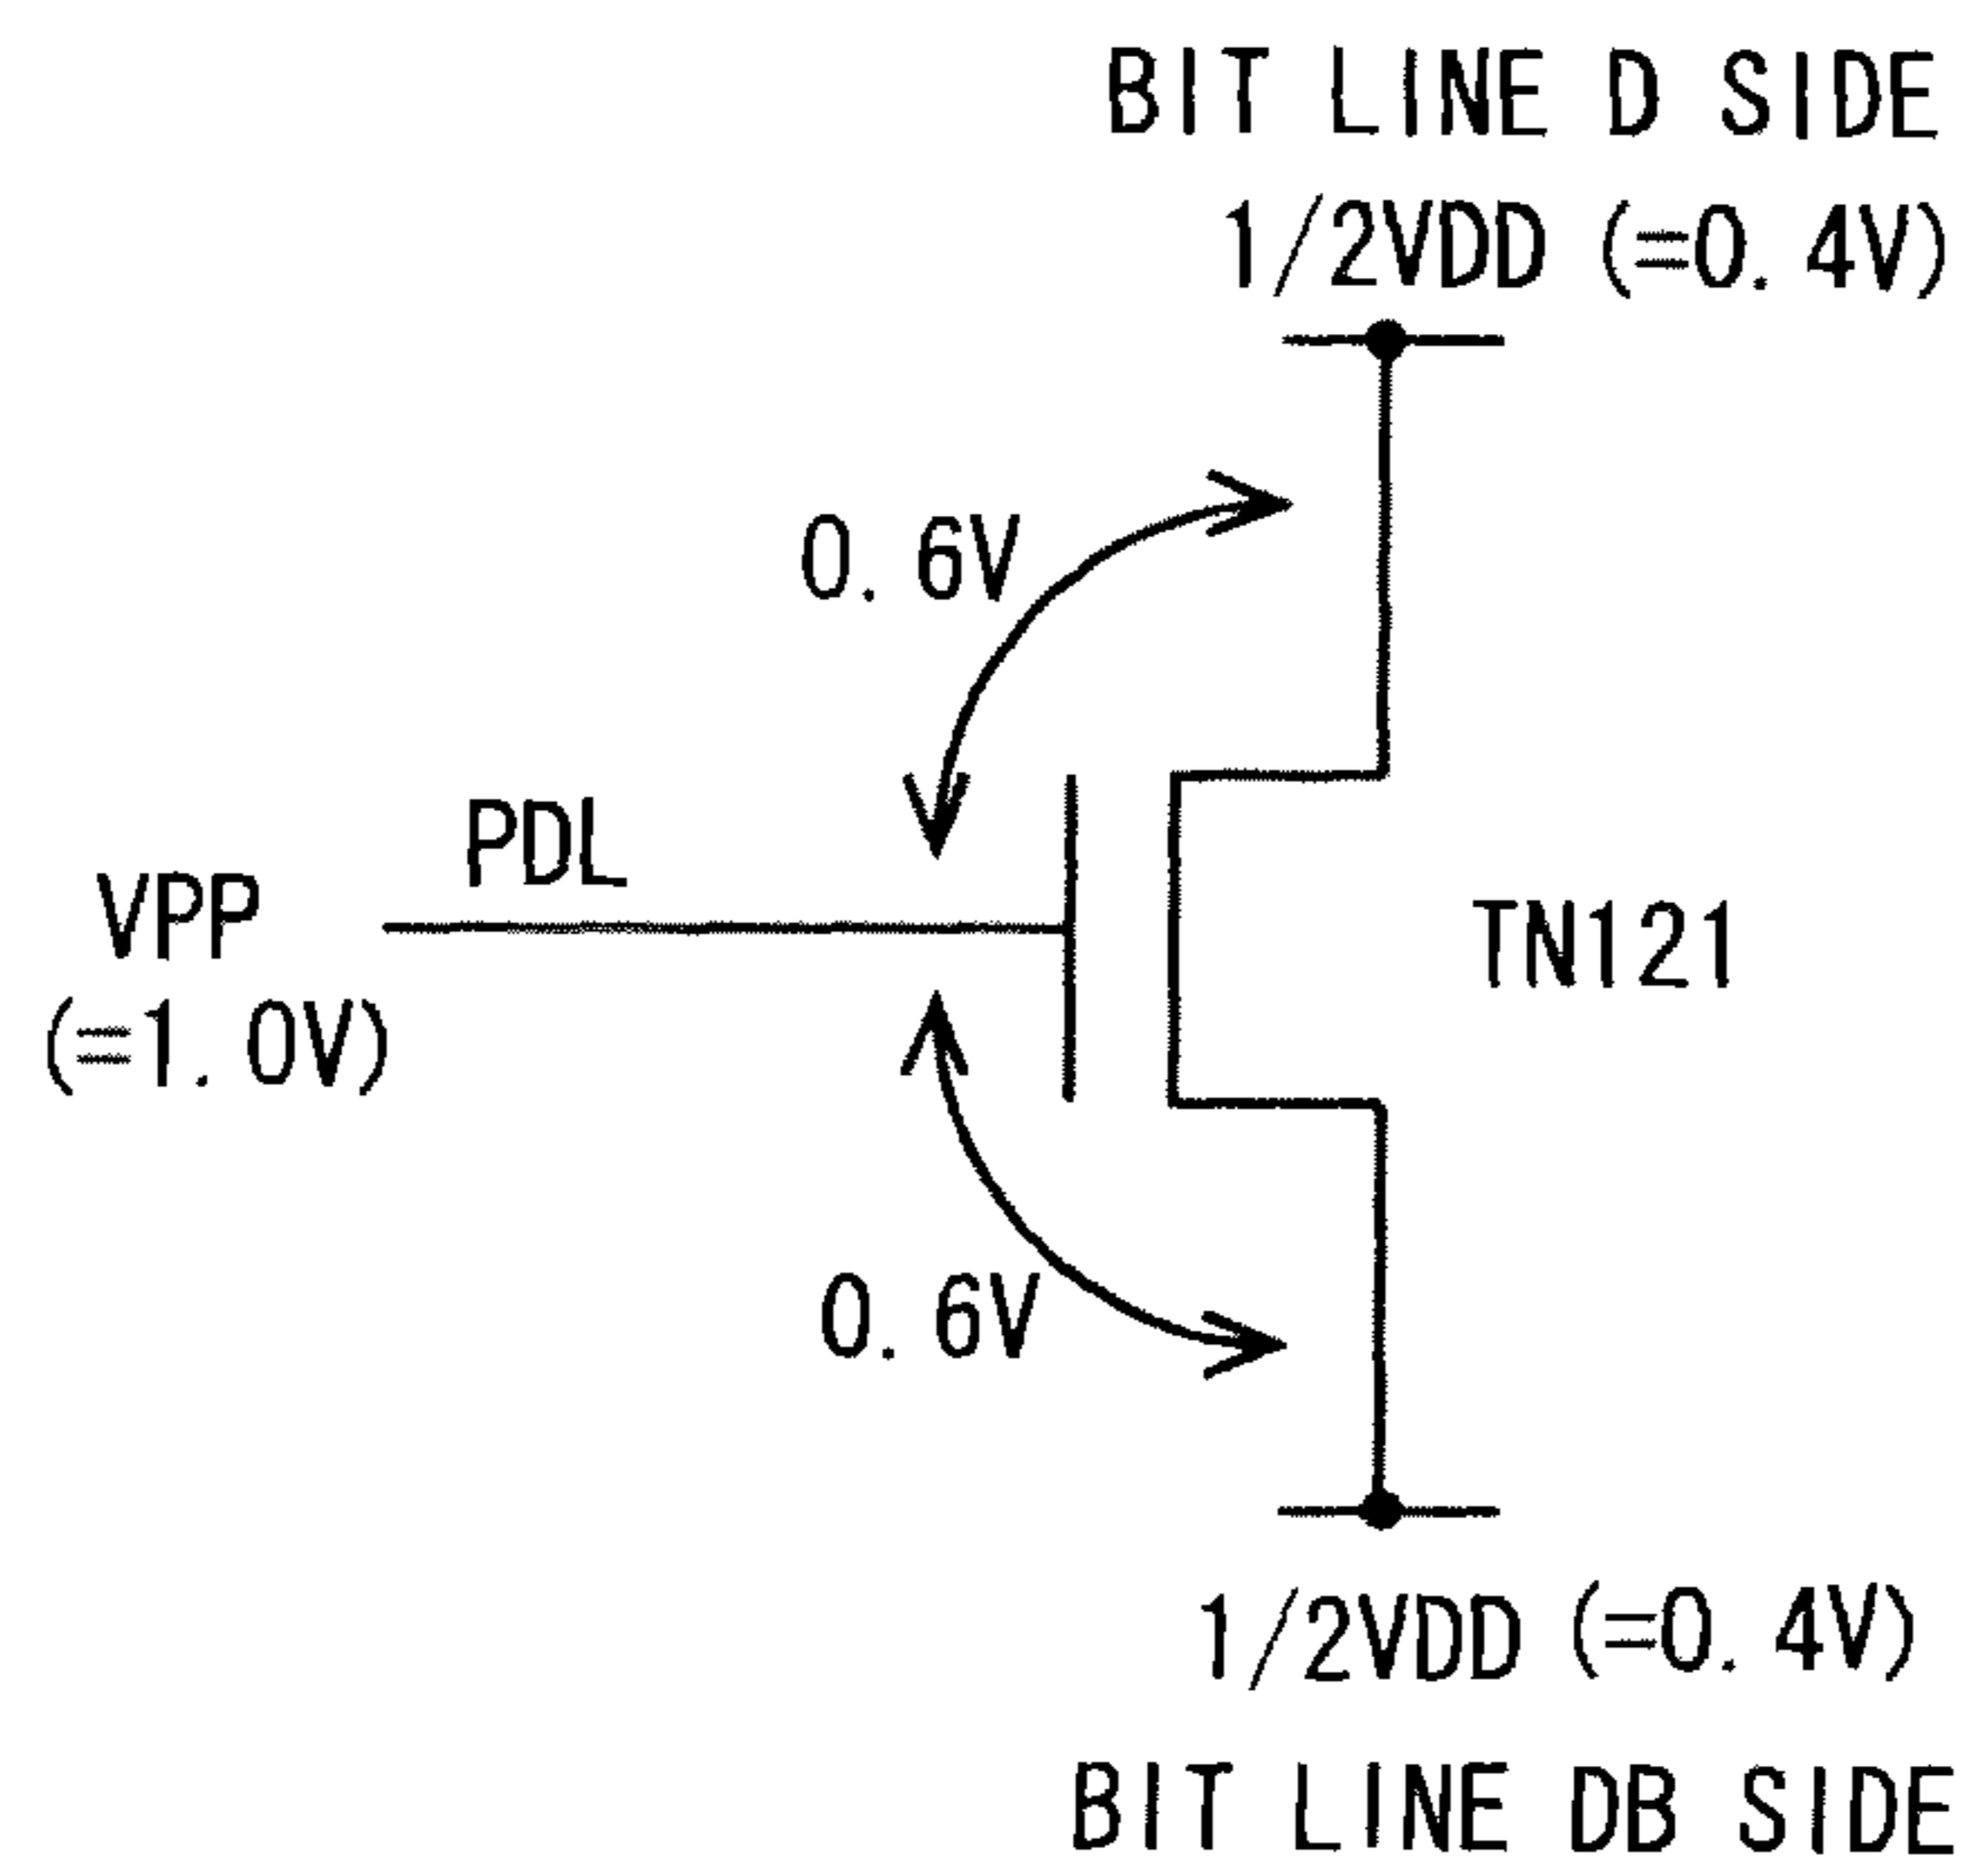 BIT LINE D SIDE
1/2VDD (=0.4V)
0.6V
PDL
VPP
(=1.0V)
TN121
0.6V
1/2VDD (=0.4V)
BIT LINE DB SIDE